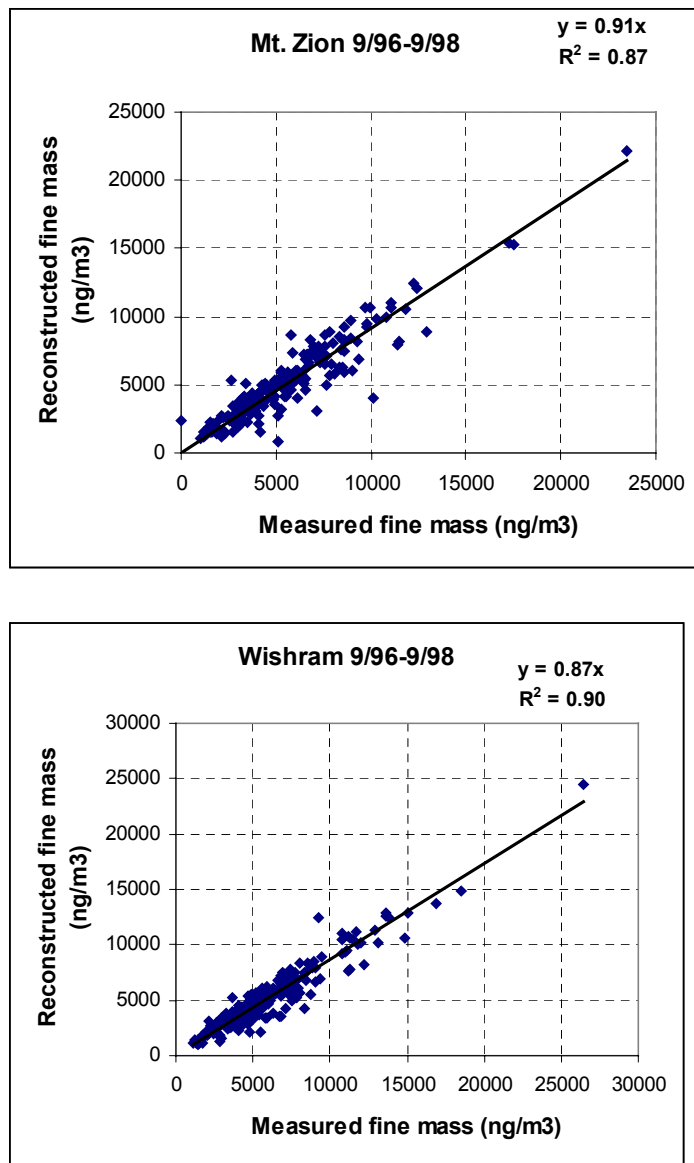 Mt. Zion 9/96-9/98
y = 0.91x
R² = 0.87
Reconstructed fine mass
(ng/m3)
25000
20000
15000
10000
5000
0
0 5000 10000 15000 20000 25000
Measured fine mass (ng/m3)
Wishram 9/96-9/98
y = 0.87x
R² = 0.90
Reconstructed fine mass
(ng/m3)
30000
25000
20000
15000
10000
5000
0
0 5000 10000 15000 20000 25000 30000
Measured fine mass (ng/m3)